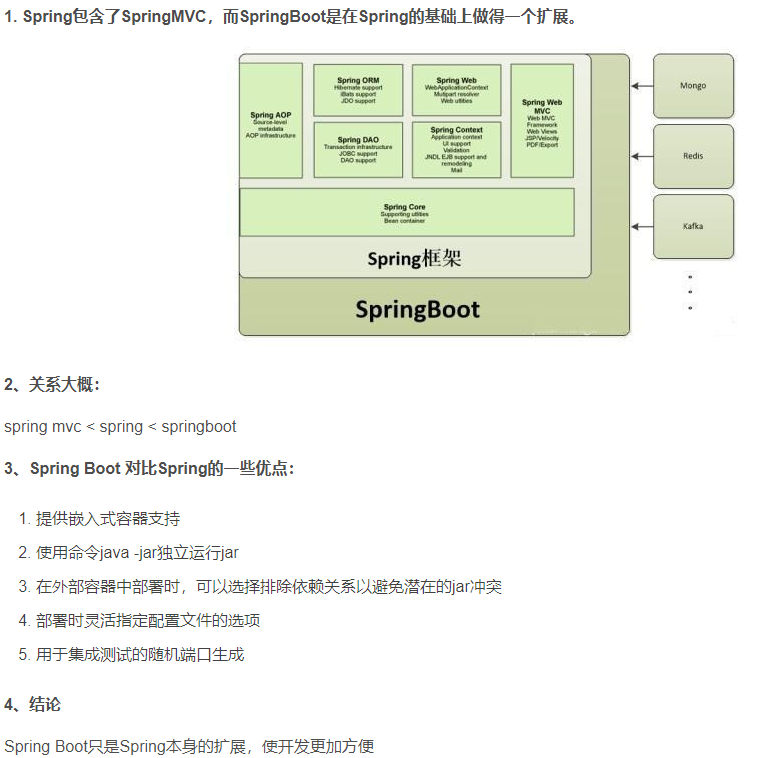 1. Spring包含了SpringMVC，而SpringBoot是在Spring的基础上做得一个扩展。
Spring AOP
Source-level
metadata
AOP infrastructure
Spring ORM
Hibernate support
iBats support
JDO support
Spring Web
WebApplicationContext
Multipart resolver
Web utilities
Spring Web
MVC
Web MVC
Framework
Web Views
JSP/Velocity
PDF/Export
Spring DAO
Transaction infrastructure
JOBC support
DAO support
Spring Context
Application context
UI support
Validation
JNDL EJB support and
remodeling
Mail
Spring Core
Supporting utilities
Bean container
Spring框架
SpringBoot
Mongo
Redis
Kafka
2、关系大概：
spring mvc < spring < springboot
3、Spring Boot 对比Spring的一些优点：
1. 提供嵌入式容器支持
2. 使用命令java -jar独立运行jar
3. 在外部容器中部署时，可以选择排除依赖关系以避免潜在的jar冲突
4. 部署时灵活指定配置文件的选项
5. 用于集成测试的随机端口生成
4、结论
Spring Boot只是Spring本身的扩展，使开发更加方便